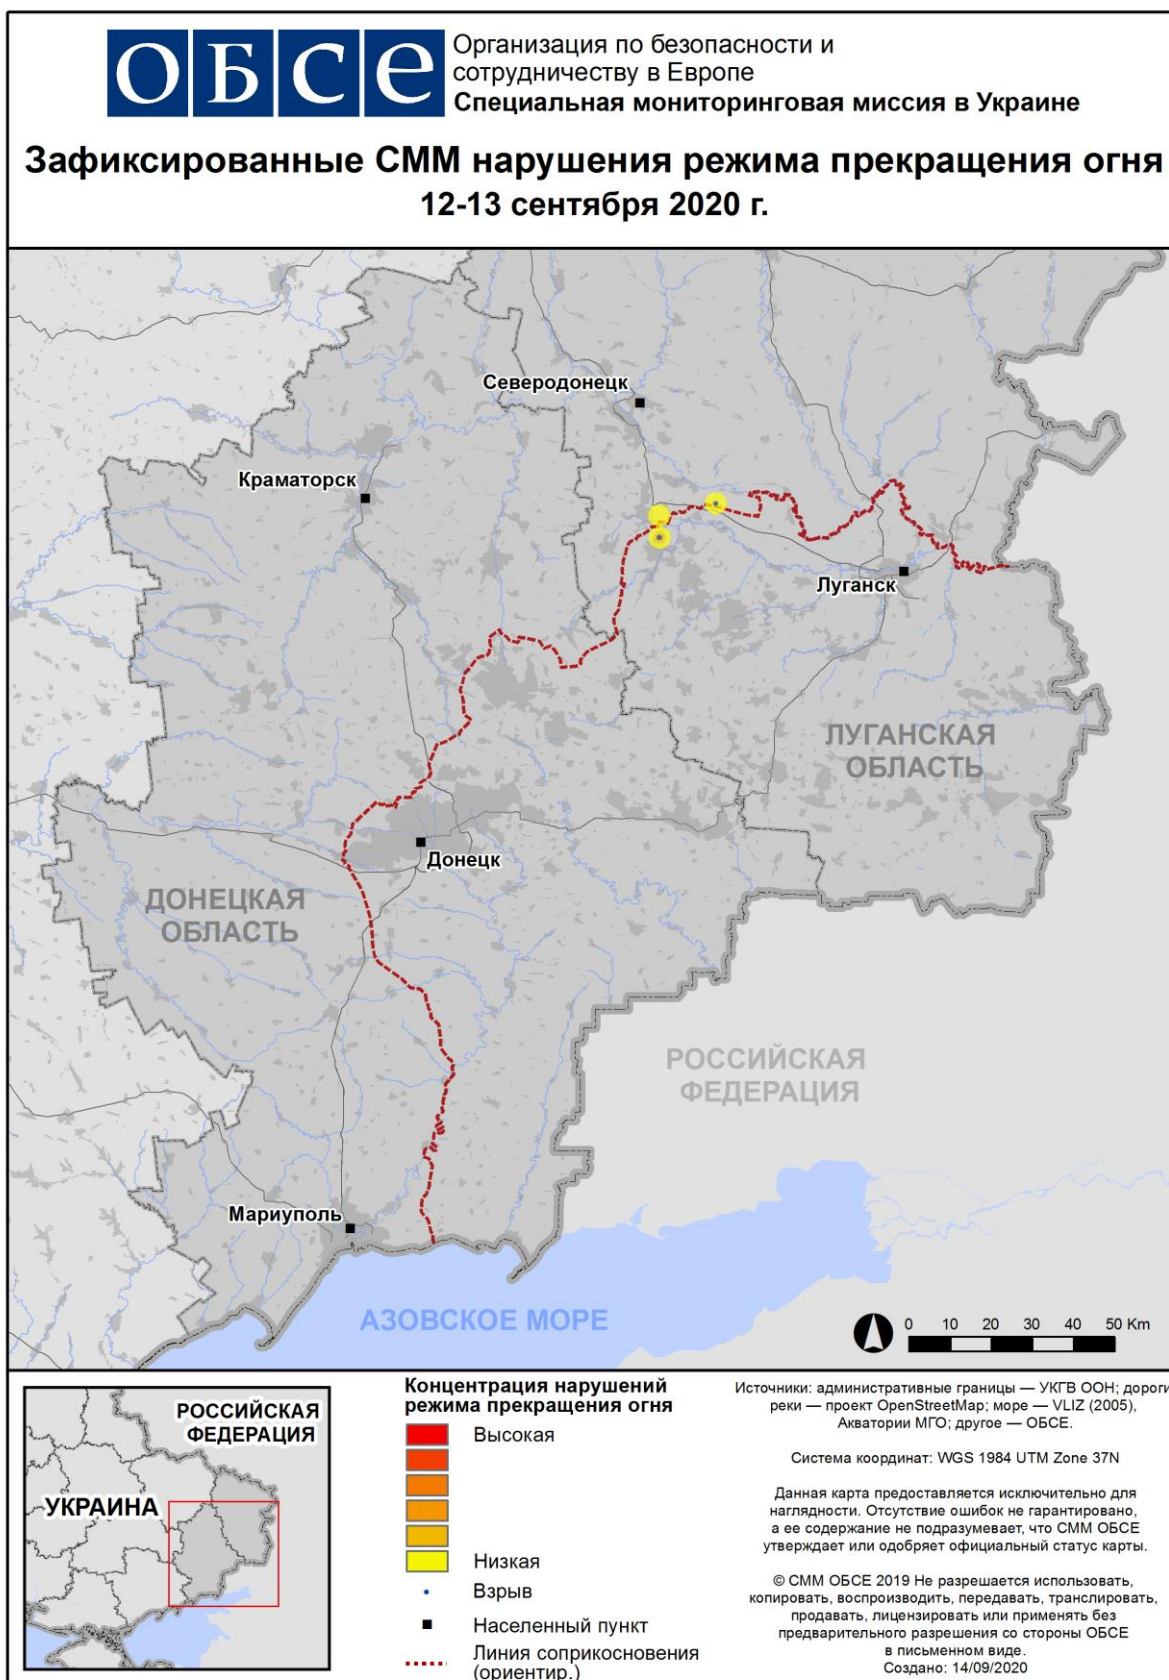 ОБСЕ
Организация по безопасности и
сотрудничеству в Европе
Специальная мониторинговая миссия в Украине
Зафиксированные СММ нарушения режима прекращения огня
12-13 сентября 2020 г.
Северодонецк
Краматорск
Луганск
ЛУГАНСКАЯ
ОБЛАСТЬ
Донецк
ДОНЕЦКАЯ
ОБЛАСТЬ
РОССИЙСКАЯ
ФЕДЕРАЦИЯ
Мариуполь
АЗОВСКОЕ МОРЕ
0 10 20 30 40 50 Km
РОССИЙСКАЯ
ФЕДЕРАЦИЯ
УКРАИНА
Концентрация нарушений
режима прекращения огня
Высокая
Низкая
Взрыв
Населенный пункт
Линия соприкосновения
(ориентир.)
Источники: административные границы — УКГВ ООН; дороги
реки — проект OpenStreetMap; море — VLIZ (2005),
Акватории МГО; другое — ОБСЕ.
Система координат: WGS 1984 UTM Zone 37N
Данная карта предоставляется исключительно для
наглядности. Отсутствие ошибок не гарантировано,
а ее содержание не подразумевает, что СММ ОБСЕ
утверждает или одобряет официальный статус карты.
© СММ ОБСЕ 2019 Не разрешается использовать,
копировать, воспроизводить, передавать, транслировать,
продавать, лицензировать или применять без
предварительного разрешения со стороны ОБСЕ
в письменном виде.
Создано: 14/09/2020